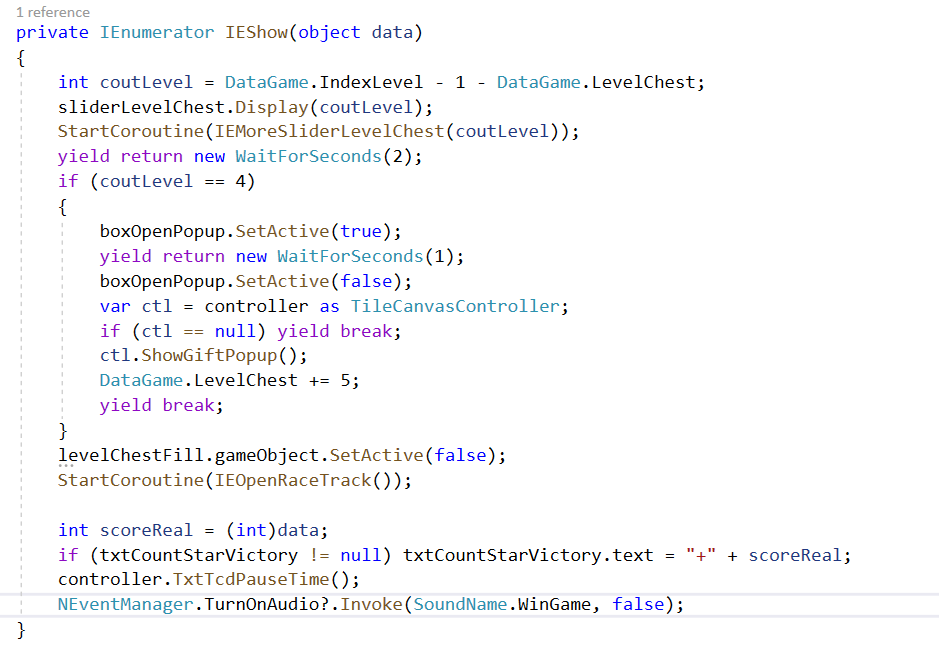 1 reference
private IEnumerator IEShow(object data)
{
    int coutLevel = DataGame.IndexLevel - 1 - DataGame.LevelChest;
    sliderLevelChest.Display(coutLevel);
    StartCoroutine(IEMoreSliderLevelChest(coutLevel));
    yield return new WaitForSeconds(2);
    if (coutLevel == 4)
    {
        boxOpenPopup.SetActive(true);
        yield return new WaitForSeconds(1);
        boxOpenPopup.SetActive(false);
        var ctl = controller as TileCanvasController;
        if (ctl == null) yield break;
        ctl.ShowGiftPopup();
        DataGame.LevelChest += 5;
        yield break;
    }
    levelChestFill.gameObject.SetActive(false);
    StartCoroutine(IEOpenRaceTrack());

    int scoreReal = (int)data;
    if (txtCountStarVictory != null) txtCountStarVictory.text = "+" + scoreReal;
    controller.TxtTcdPauseTime();
    NEventManager.TurnOnAudio?.Invoke(SoundName.WinGame, false);
}